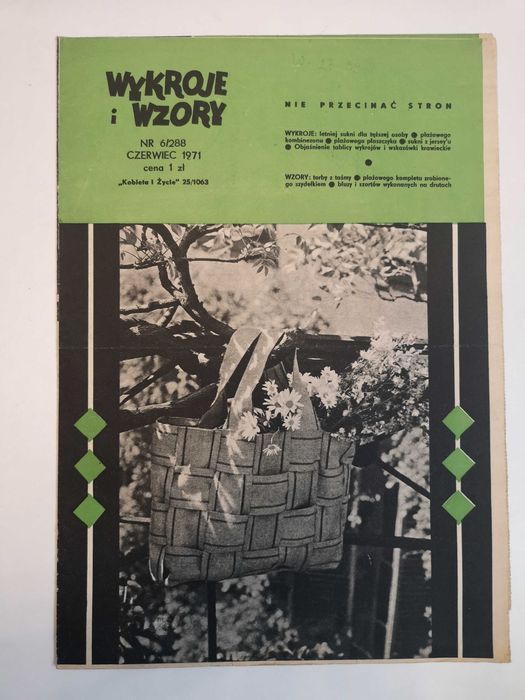 WYKROJE
i WZORY
NR 6/288
CZERWIEC 1971
cena 1 zł
„Kobieta i Życie" 25/1063
NIE PRZECINAĆ STRON
WYKROJE: letniej sukni dla tęższej osoby ● plażowego
kombinezonu ● plażowego płaszczyka ● sukni z jersey'u
● Objaśnienie tablicy wykrojów i wskazówki krawieckie
●
WZORY: torby z taśmy ● plażowego kompletu zrobione-
go szydełkiem ● bluzy i szortów wykonanych na drutach